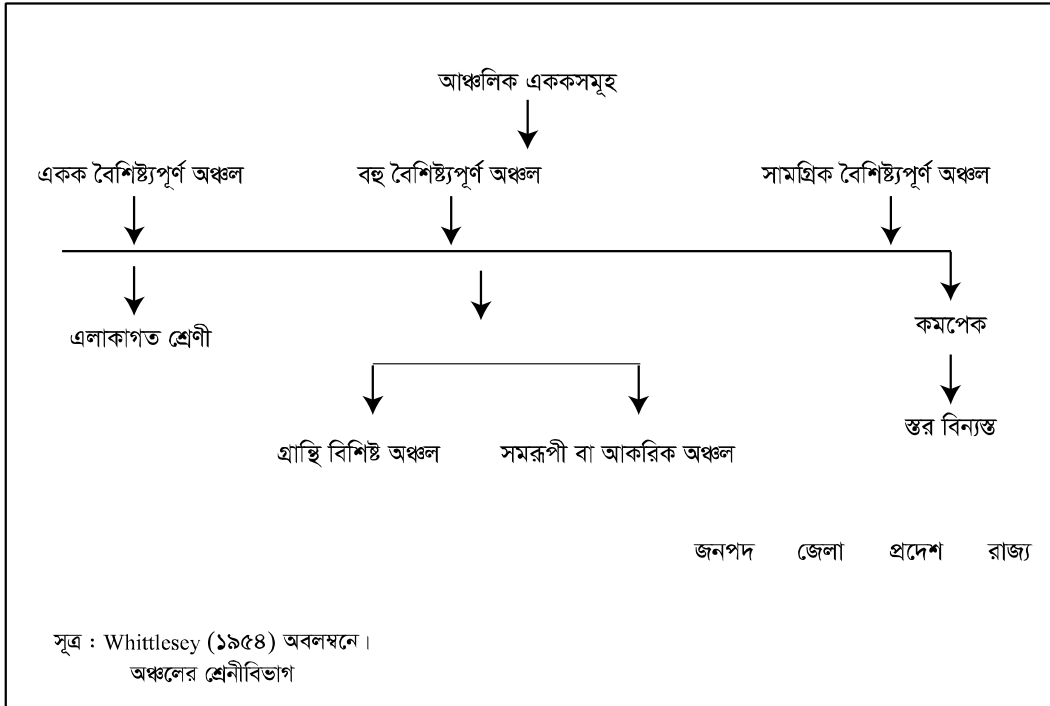 আঞ্চলিক এককসমূহ
একক বৈশিষ্ট্যপূর্ণ অঞ্চল বহু বৈশিষ্ট্যপূর্ণ অঞ্চল সামগ্রিক বৈশিষ্ট্যপূর্ণ অঞ্চল
এলাকাগত শ্রেণী কমপেক
স্তর বিন্যস্ত
গ্রান্থি বিশিষ্ট অঞ্চল সমরূপী বা আকরিক অঞ্চল
জনপদ জেলা প্রদেশ রাজ্য
সূত্র : Whittlesey (১৯৫৪) অবলম্বনে।
অঞ্চলের শ্রেনীবিভাগ